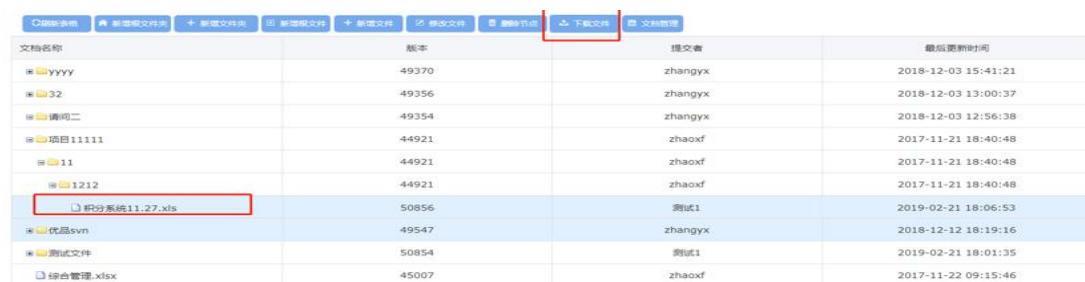 刷新表格 新增根文件夹 新增文件夹 新增根文件 新增文件 修改文件 删除节点 下载文件 文档管理
文档名称 版本 提交者 最后更新时间
yyyy 49370 zhangyx 2018-12-03 15:41:21
32 49356 zhangyx 2018-12-03 13:00:37
请问二 49354 zhangyx 2018-12-03 12:56:38
项目11111 44921 zhaoxf 2017-11-21 18:40:48
11 44921 zhaoxf 2017-11-21 18:40:48
1212 44921 zhaoxf 2017-11-21 18:40:48
积分系统11.27.xls 50856 测试1 2019-02-21 18:06:53
优品svn 49547 zhangyx 2018-12-12 18:19:16
测试文件 50854 测试1 2019-02-21 18:01:35
综合管理.xlsx 45007 zhaoxf 2017-11-22 09:15:46